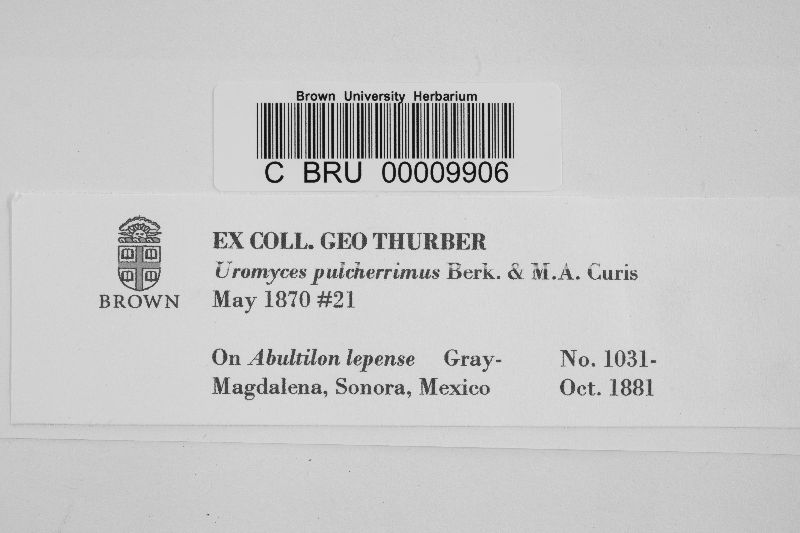 Brown University Herbarium
C BRU 00009906
BROWN
EX COLL. GEO THURBER
Uromyces pulcherrimus Berk. & M.A. Curis
May 1870 #21
On Abultilon lepense Gray- No. 1031-
Magdalena, Sonora, Mexico Oct. 1881